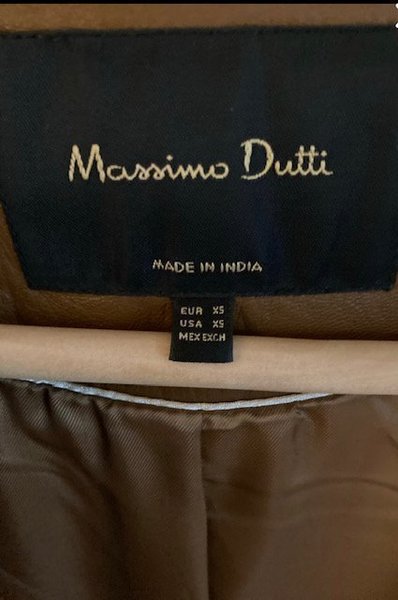 Massimo Dutti
MADE IN INDIA
EUR XS
USA XS
MEX EXCH